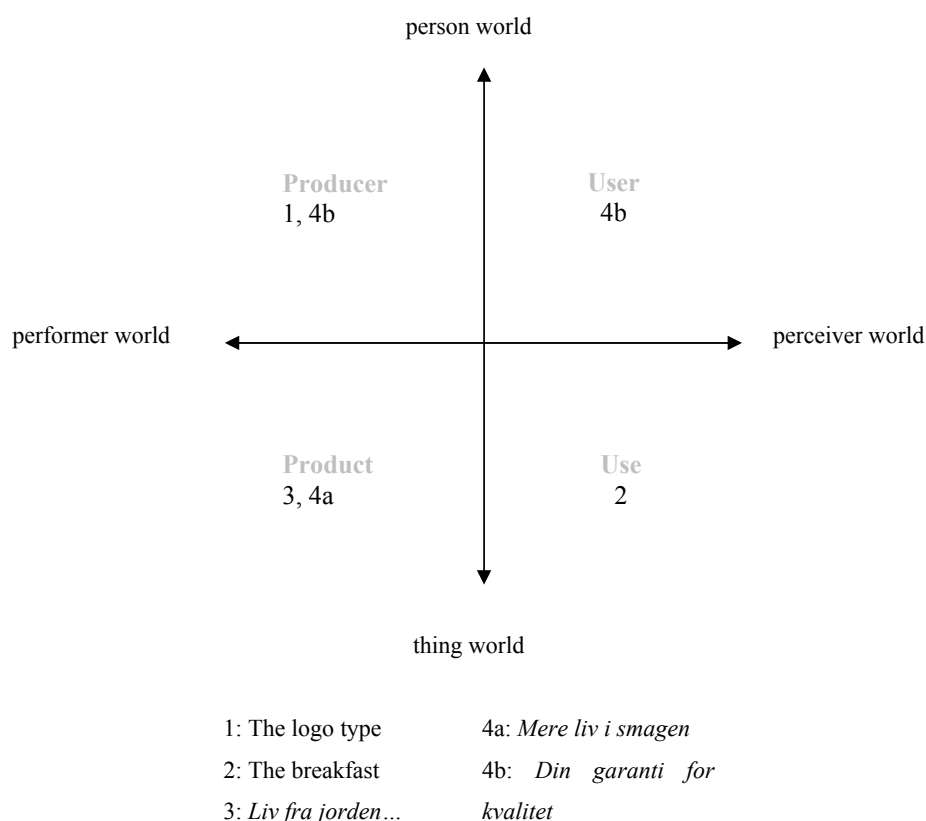 person world
Producer
1, 4b
User
4b
performer world
perceiver world
Product
3, 4a
Use
2
thing world
1: The logo type
2: The breakfast
3: Liv fra jorden…
4a: Mere liv i smagen
4b: Din garanti for
kvalitet